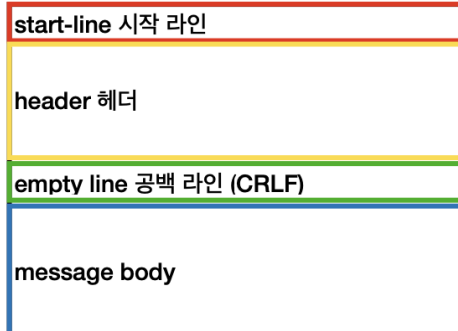 start-line 시작 라인
header 헤더
empty line 공백 라인 (CRLF)
message body